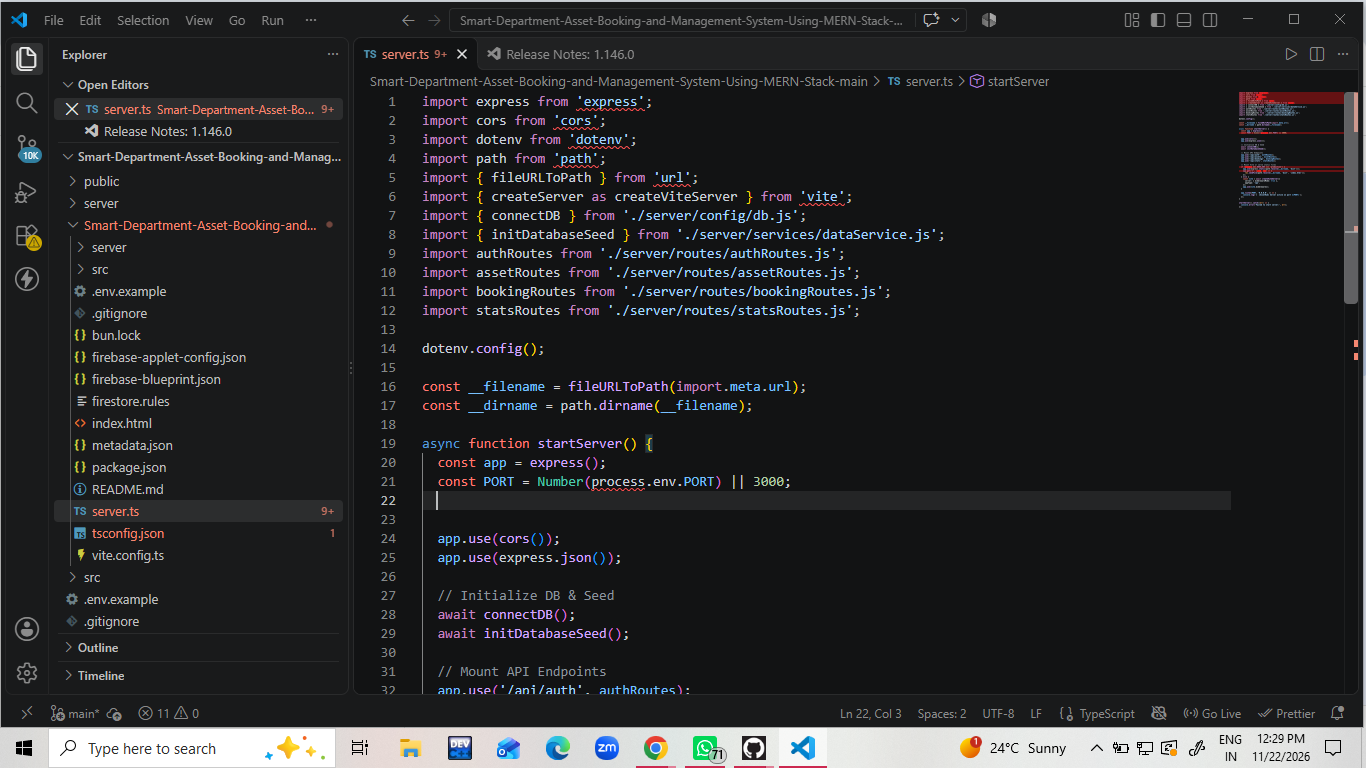 File Edit Selection View Go Run ···
Smart-Department-Asset-Booking-and-Management-System-Using-MERN-Stack-...
Explorer
Open Editors
TS server.ts Smart-Department-Asset-Bo... 9+
Release Notes: 1.146.0
Smart-Department-Asset-Booking-and-Manag...
public
server
Smart-Department-Asset-Booking-and-...
server
src
.env.example
.gitignore
{} bun.lock
{} firebase-applet-config.json
{} firebase-blueprint.json
firestore.rules
<> index.html
{} metadata.json
{} package.json
README.md
TS server.ts 9+
TS tsconfig.json 1
vite.config.ts
src
.env.example
.gitignore
Outline
Timeline
10K
TS server.ts 9+
Release Notes: 1.146.0
Smart-Department-Asset-Booking-and-Management-System-Using-MERN-Stack-main > TS server.ts > startServer
1 import express from 'express';
2 import cors from 'cors';
3 import dotenv from 'dotenv';
4 import path from 'path';
5 import { fileURLToPath } from 'url';
6 import { createServer as createViteServer } from 'vite';
7 import { connectDB } from './server/config/db.js';
8 import { initDatabaseSeed } from './server/services/dataService.js';
9 import authRoutes from './server/routes/authRoutes.js';
10 import assetRoutes from './server/routes/assetRoutes.js';
11 import bookingRoutes from './server/routes/bookingRoutes.js';
12 import statsRoutes from './server/routes/statsRoutes.js';
13
14 dotenv.config();
15
16 const __filename = fileURLToPath(import.meta.url);
17 const __dirname = path.dirname(__filename);
18
19 async function startServer() {
20 const app = express();
21 const PORT = Number(process.env.PORT) || 3000;
22
23
24 app.use(cors());
25 app.use(express.json());
26
27 // Initialize DB & Seed
28 await connectDB();
29 await initDatabaseSeed();
30
31 // Mount API Endpoints
32 app.use('/api/auth', authRoutes);
main* 11 0 Ln 22, Col 3 Spaces: 2 UTF-8 LF {} TypeScript Go Live Prettier
Type here to search
DEV
zm
71
1 24°C Sunny
ENG
IN
12:29 PM
11/22/2026